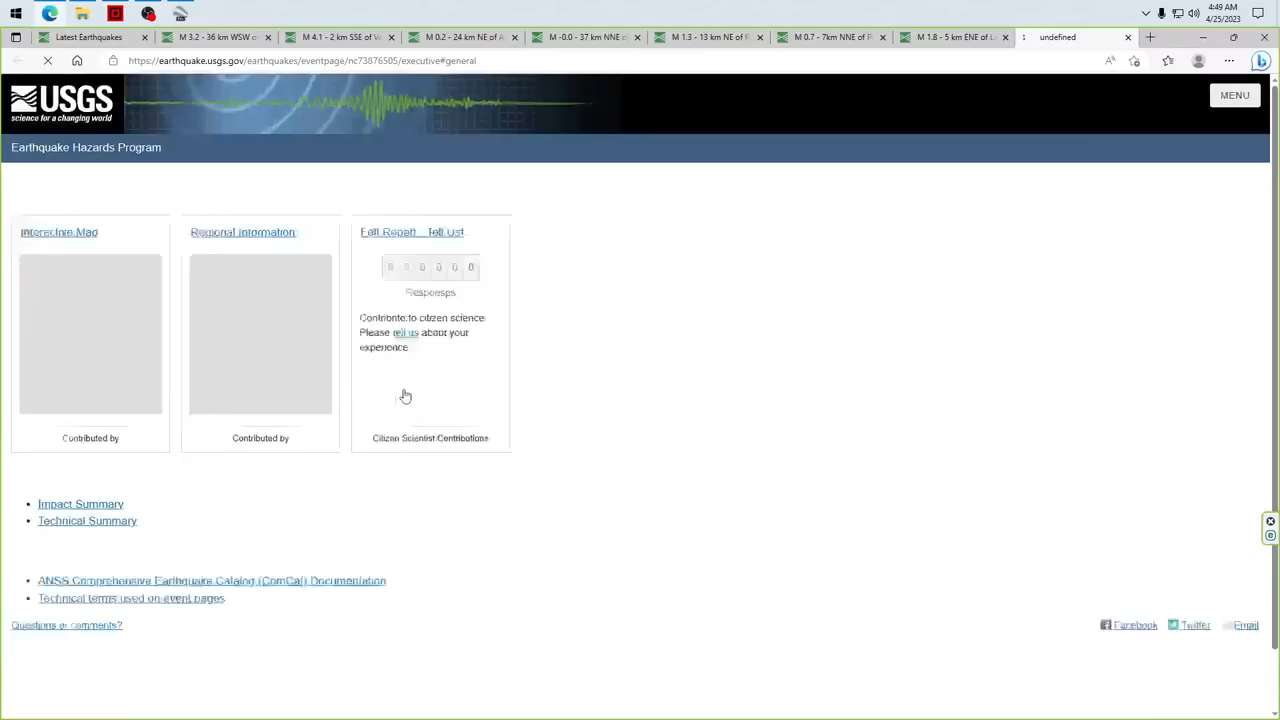 4:49 AM
4/25/2023
Latest Earthquakes
M 3.2 - 36 km WSW o
M 4.1 - 2 km SSE of V
M 0.2 - 24 km NE of A
M -0.0 - 37 km NNE o
M 1.3 - 13 km NE of R
M 0.7 - 7km NNE of P
M 1.8 - 5 km ENE of L
undefined
https://earthquake.usgs.gov/earthquakes/eventpage/nc73876505/executive#general
USGS
science for a changing world
MENU
Earthquake Hazards Program
Interactive Map
Regional Information
Felt Report - Tell Us!
0 0 0 0 0 0
Responses
Contribute to citizen science.
Please tell us about your
experience.
Contributed by
Contributed by
Citizen Scientist Contributions
Impact Summary
Technical Summary
ANSS Comprehensive Earthquake Catalog (ComCat) Documentation
Technical terms used on event pages
Questions or comments?
Facebook
Twitter
Email